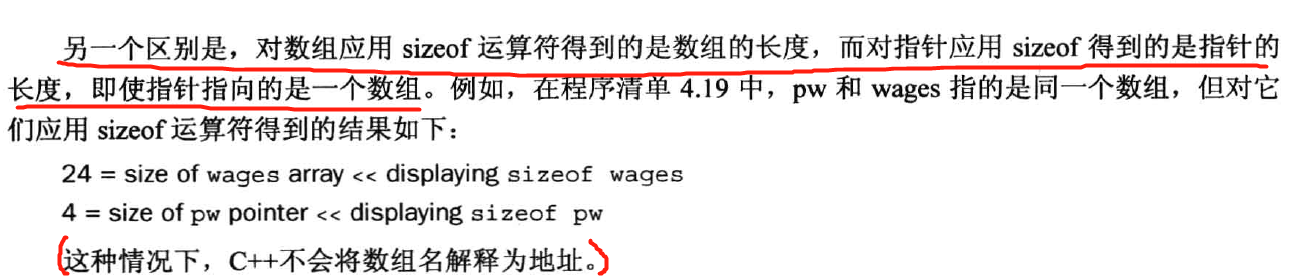 另一个区别是，对数组应用 sizeof 运算符得到的是数组的长度，而对指针应用 sizeof 得到的是指针的
长度，即使指针指向的是一个数组。例如，在程序清单 4.19 中，pw 和 wages 指的是同一个数组，但对它
们应用 sizeof 运算符得到的结果如下：
24 = size of wages array << displaying sizeof wages
4 = size of pw pointer << displaying sizeof pw
(这种情况下，C++不会将数组名解释为地址。)